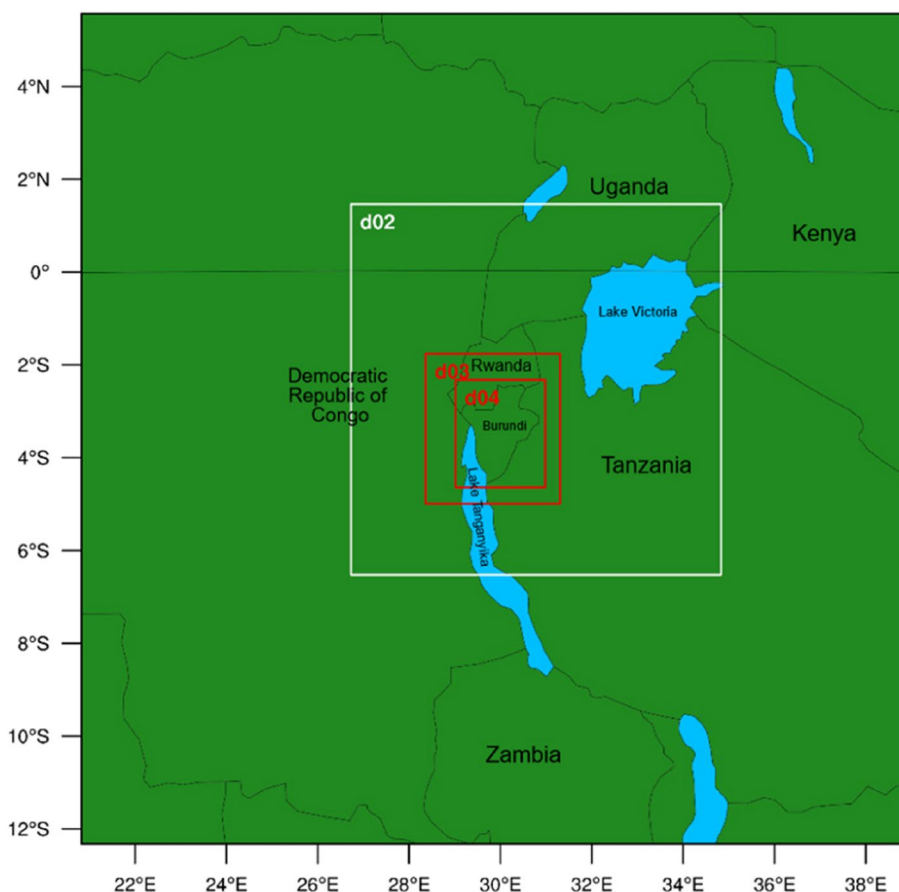 4°N
2°N
Uganda
d02
Kenya
0°
Lake Victoria
2°S
Rwanda
d03
Democratic
Republic of
Congo
d04
Burundi
4°S
Tanzania
Lake Tanganyika
6°S
8°S
10°S
Zambia
12°S
22°E 24°E 26°E 28°E 30°E 32°E 34°E 36°E 38°E